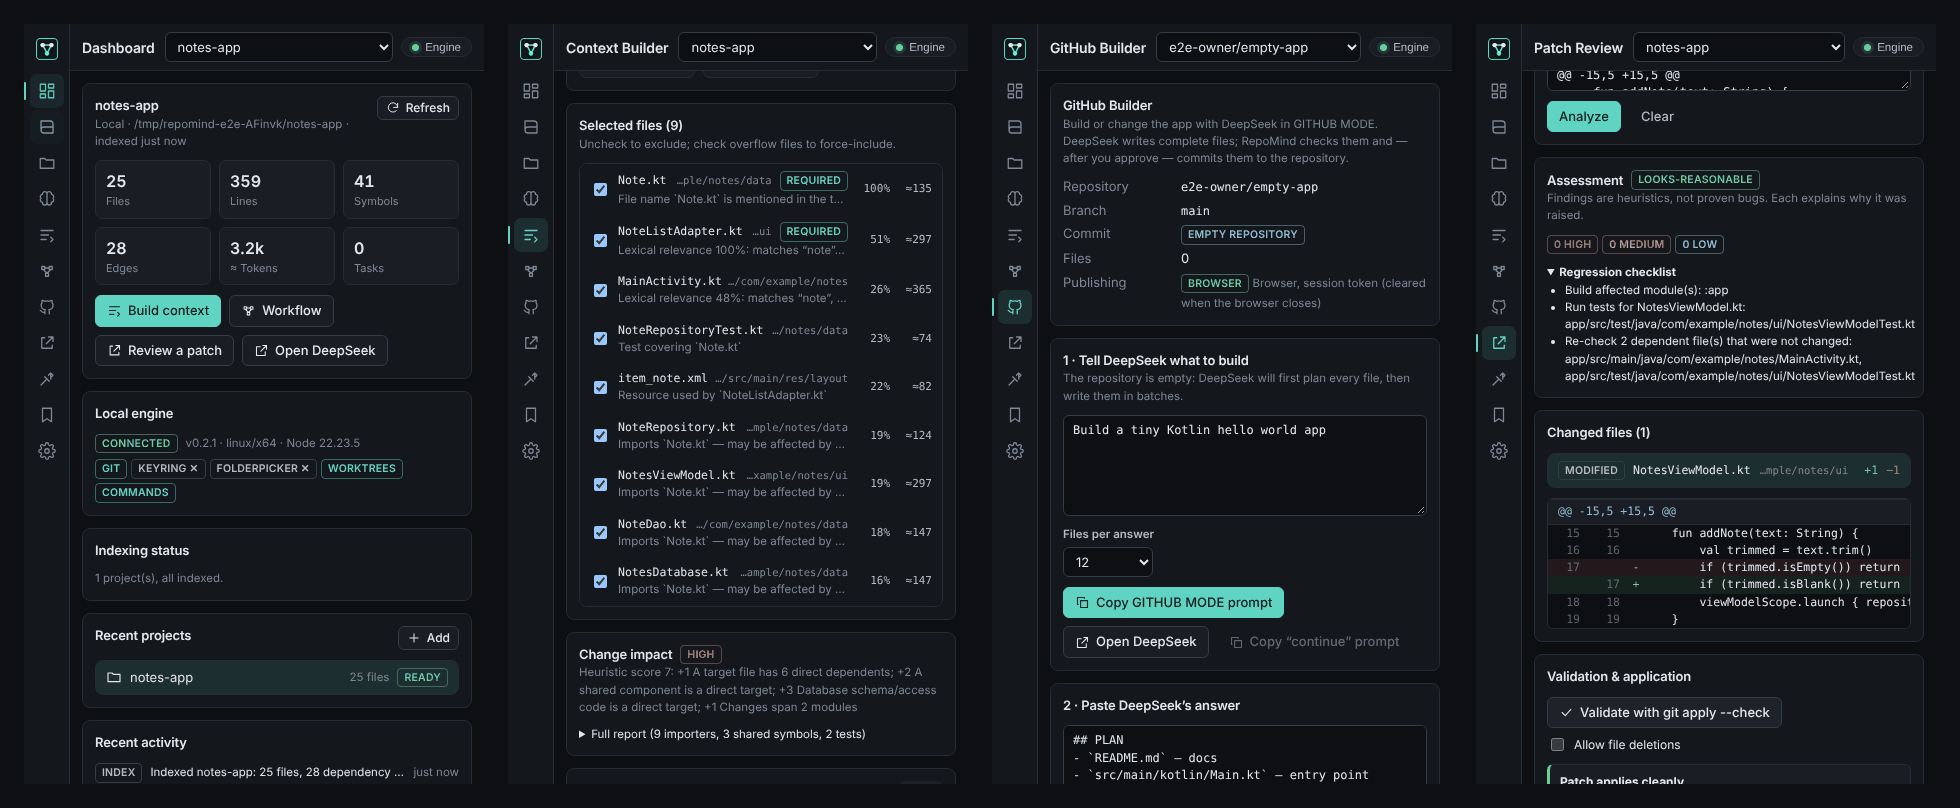 Dashboard
notes-app
Engine
notes-app
Refresh
Local · /tmp/repomind-e2e-AFinvk/notes-app ·
indexed just now
25
Files
359
Lines
41
Symbols
28
Edges
3.2k
≈ Tokens
0
Tasks
Build context
Workflow
Review a patch
Open DeepSeek
Local engine
CONNECTED v0.2.1 · linux/x64 · Node 22.23.5
GIT KEYRING ✕ FOLDERPICKER ✕ WORKTREES
COMMANDS
Indexing status
1 project(s), all indexed.
Recent projects
Add
notes-app 25 files READY
Recent activity
INDEX Indexed notes-app: 25 files, 28 dependency ... just now
Context Builder
notes-app
Engine
Selected files (9)
Uncheck to exclude; check overflow files to force-include.
Note.kt …ple/notes/data REQUIRED 100% ≈135
File name `Note.kt` is mentioned in the t...
NoteListAdapter.kt …ui REQUIRED 51% ≈297
Lexical relevance 100%: matches “note”...
MainActivity.kt …/com/example/notes 26% ≈365
Lexical relevance 48%: matches “note”, ...
NoteRepositoryTest.kt …/notes/data 23% ≈74
Test covering `Note.kt`
item_note.xml …/src/main/res/layout 22% ≈82
Resource used by `NoteListAdapter.kt`
NoteRepository.kt …mple/notes/data 19% ≈124
Imports `Note.kt` — may be affected by ...
NotesViewModel.kt …xample/notes/ui 19% ≈297
Imports `Note.kt` — may be affected by ...
NoteDao.kt …/com/example/notes/data 18% ≈147
Imports `Note.kt` — may be affected by ...
NotesDatabase.kt …ample/notes/data 16% ≈147
Imports `Note.kt` — may be affected by ...
Change impact HIGH
Heuristic score 7: +1 A target file has 6 direct dependents; +2 A
shared component is a direct target; +3 Database schema/access
code is a direct target; +1 Changes span 2 modules
Full report (9 importers, 3 shared symbols, 2 tests)
GitHub Builder
e2e-owner/empty-app
Engine
GitHub Builder
Build or change the app with DeepSeek in GITHUB MODE.
DeepSeek writes complete files; RepoMind checks them and —
after you approve — commits them to the repository.
Repository e2e-owner/empty-app
Branch main
Commit EMPTY REPOSITORY
Files 0
Publishing BROWSER Browser, session token (cleared
when the browser closes)
1 · Tell DeepSeek what to build
The repository is empty: DeepSeek will first plan every file, then
write them in batches.
Build a tiny Kotlin hello world app
Files per answer
12
Copy GITHUB MODE prompt
Open DeepSeek
Copy “continue” prompt
2 · Paste DeepSeek’s answer
## PLAN
- `README.md` — docs
- `src/main/kotlin/Main.kt` — entry point
Patch Review
notes-app
Engine
@@ -15,5 +15,5 @@
fun addNote(text: String) {
Analyze
Clear
Assessment LOOKS-REASONABLE
Findings are heuristics, not proven bugs. Each explains why it was
raised.
0 HIGH 0 MEDIUM 0 LOW
Regression checklist
• Build affected module(s): :app
• Run tests for NotesViewModel.kt:
app/src/test/java/com/example/notes/ui/NotesViewModelTest.kt
• Re-check 2 dependent file(s) that were not changed:
app/src/main/java/com/example/notes/MainActivity.kt,
app/src/test/java/com/example/notes/ui/NotesViewModelTest.kt
Changed files (1)
MODIFIED NotesViewModel.kt …mple/notes/ui +1 −1
@@ -15,5 +15,5 @@
15 15 fun addNote(text: String) {
16 16 val trimmed = text.trim()
17 - if (trimmed.isEmpty()) return
17 + if (trimmed.isBlank()) return
18 18 viewModelScope.launch { reposit
19 19 }
Validation & application
Validate with git apply --check
Allow file deletions
Patch applies cleanly